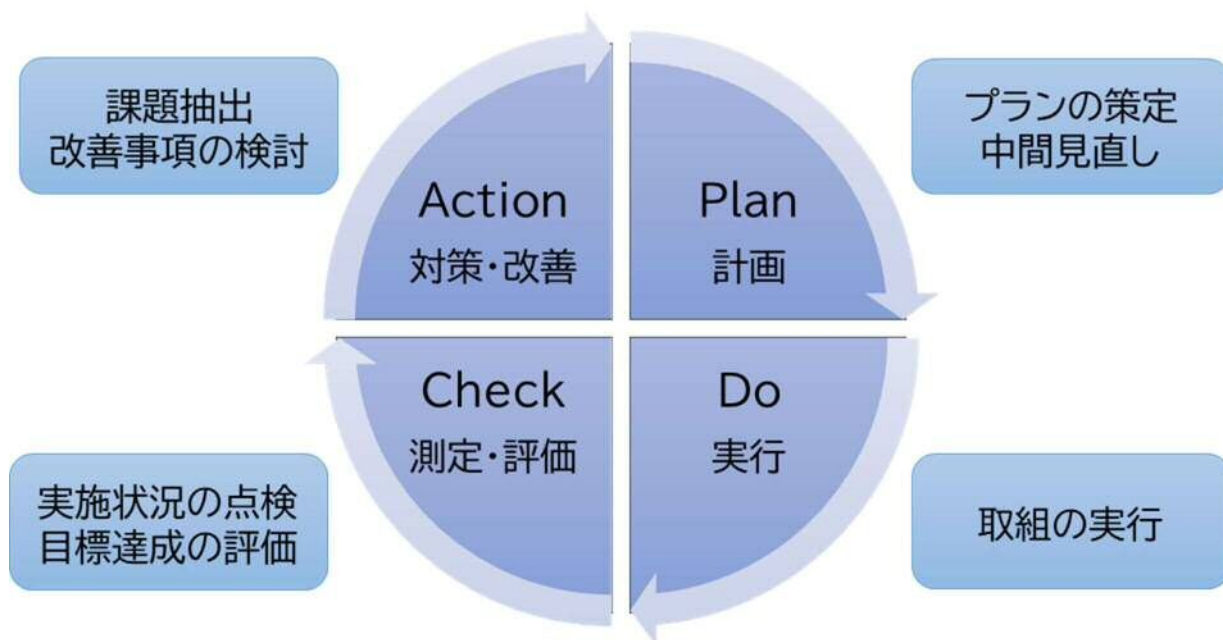 課題抽出
改善事項の検討
プランの策定
中間見直し
Action
対策・改善
Plan
計画
Check
測定・評価
Do
実行
実施状況の点検
目標達成の評価
取組の実行